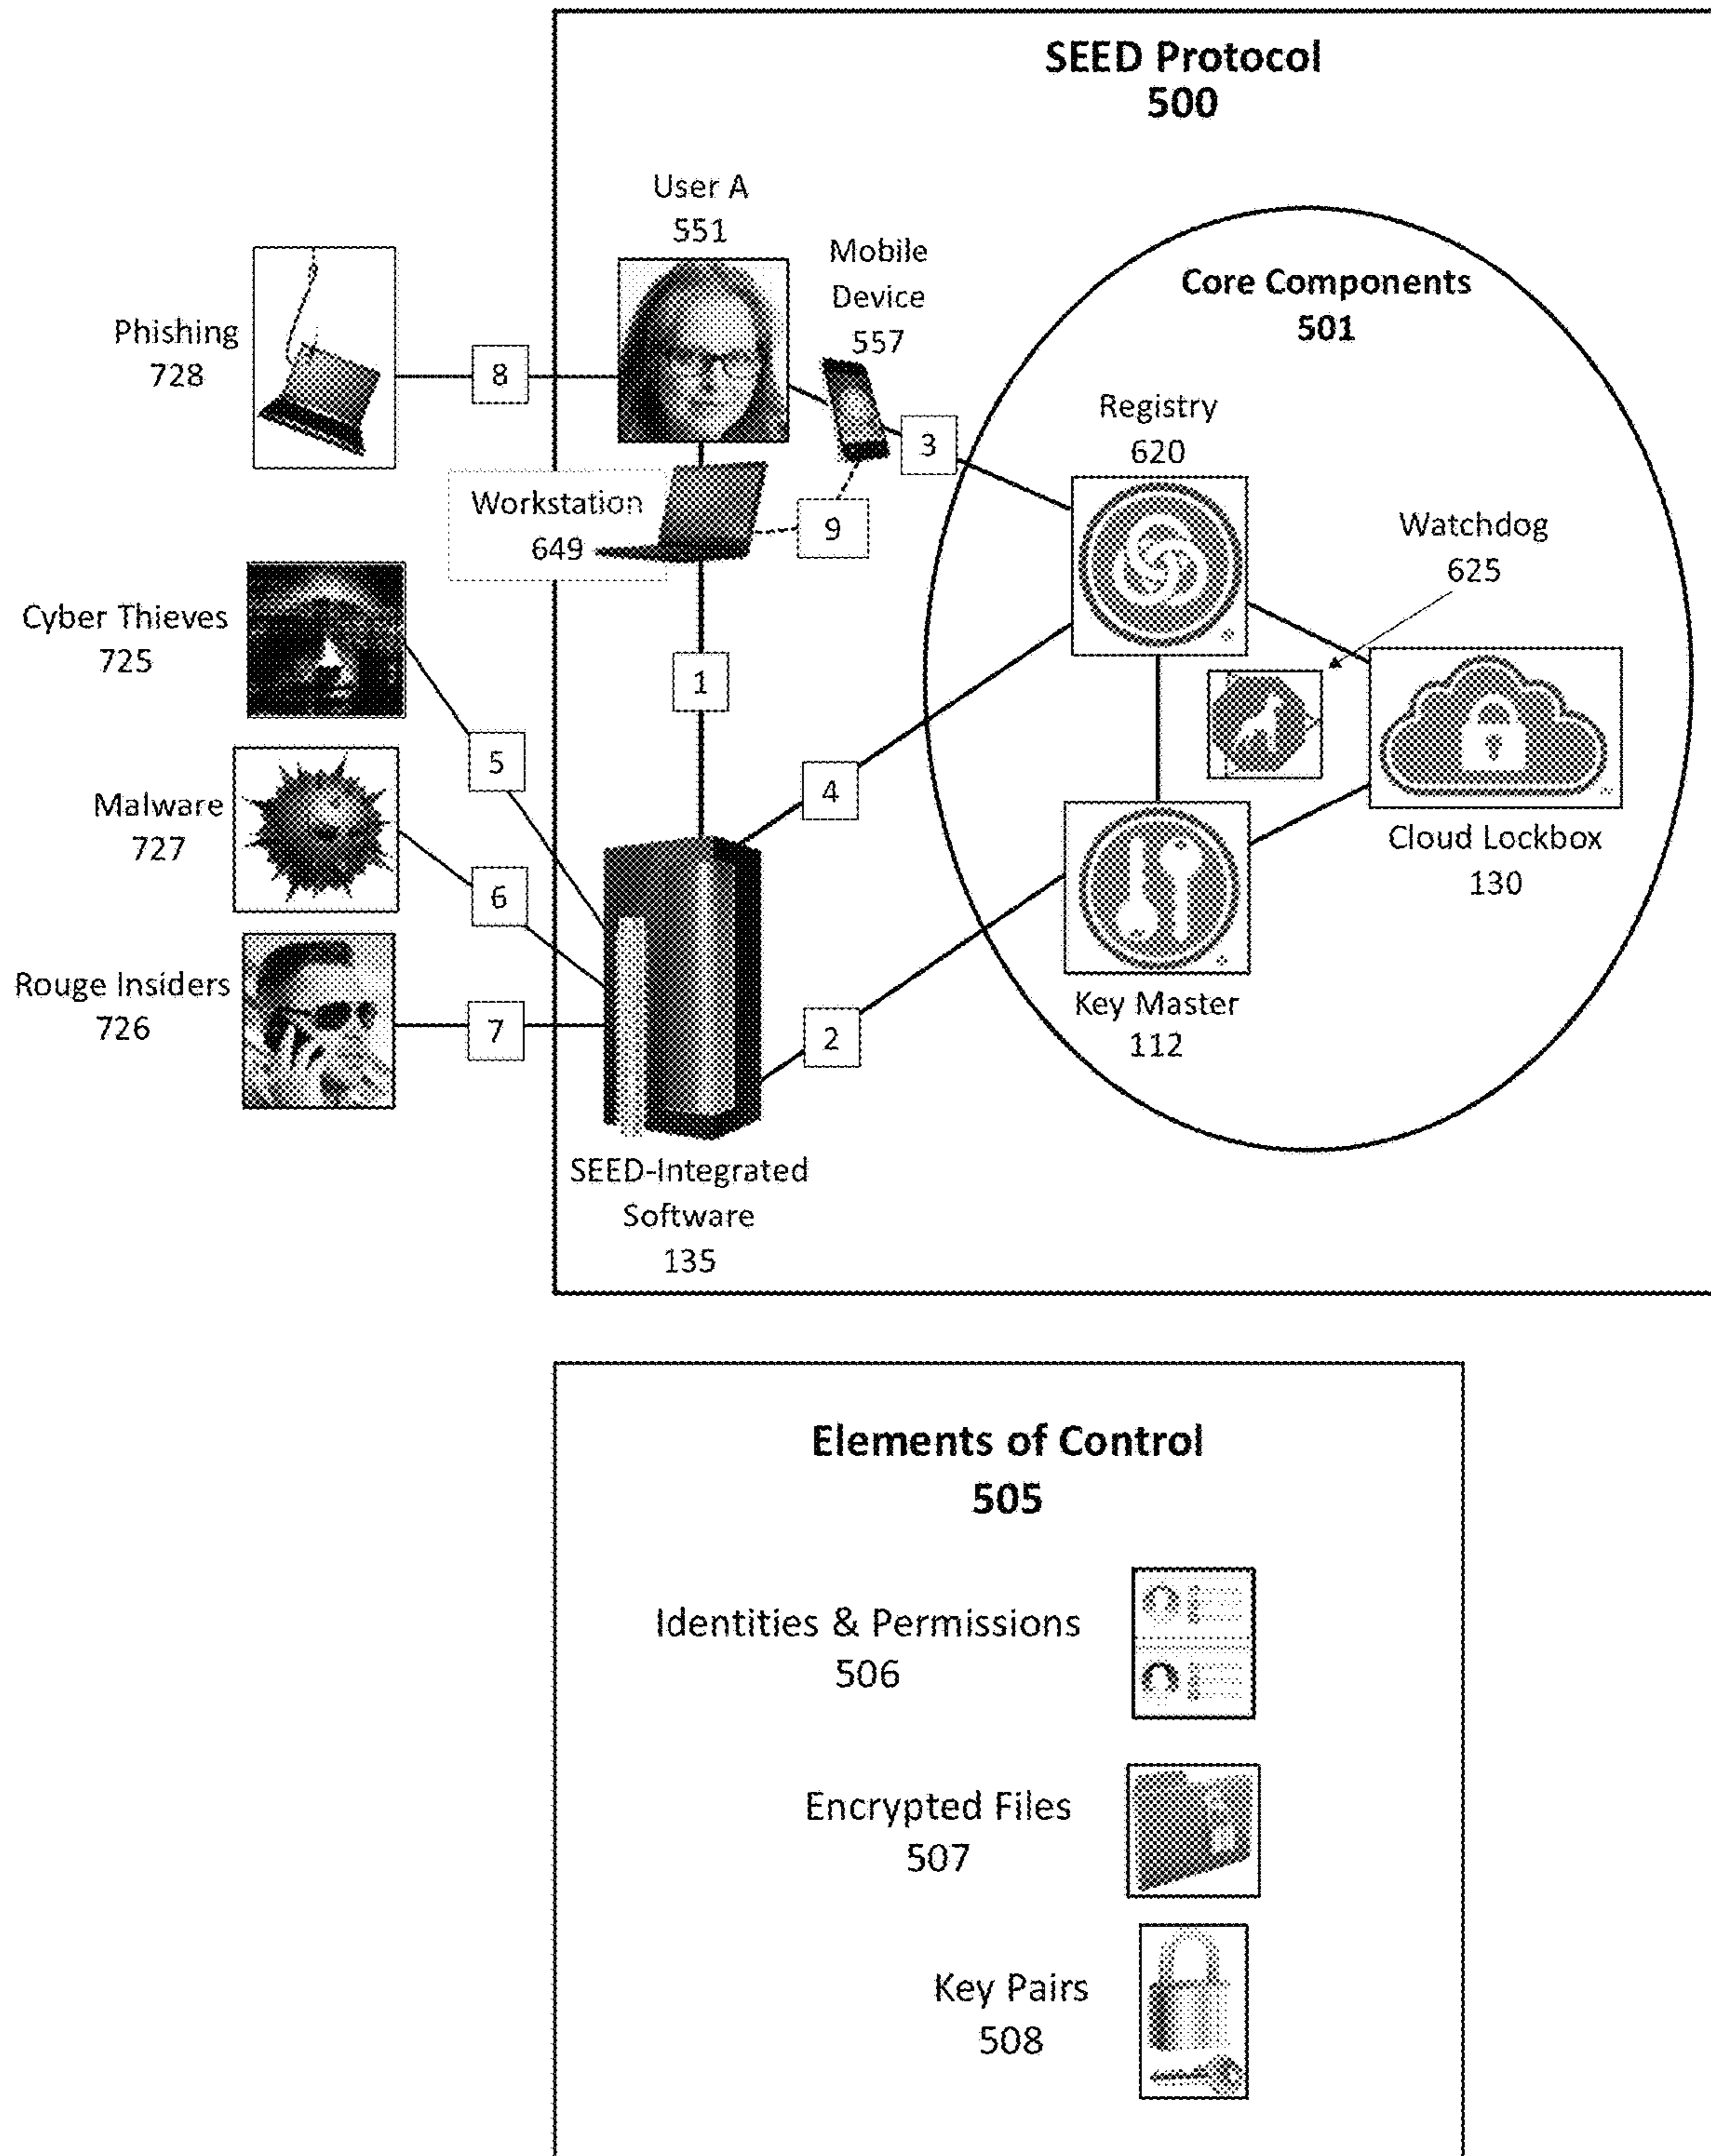 SEED Protocol
500
User A
551
Mobile
Device
557
Core Components
501
Phishing
728
8
3
Registry
620
Workstation
649
9
Watchdog
625
Cyber Thieves
725
1
5
4
Malware
727
Cloud Lockbox
130
6
Rouge Insiders
726
7
2
Key Master
112
SEED-Integrated
Software
135
Elements of Control
505
Identities & Permissions
506
Encrypted Files
507
Key Pairs
508